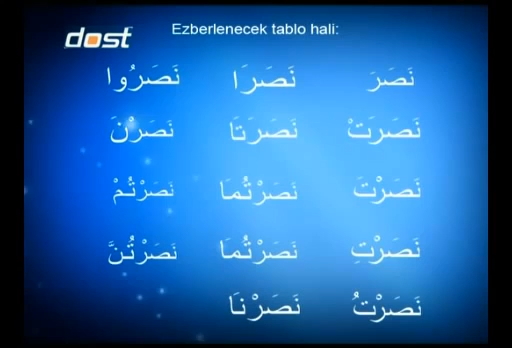 dost
Ezberlenecek tablo hali:
نَصَرَ نَصَرَا نَصَرُوا
نَصَرَتْ نَصَرَتَا نَصَرْنَ
نَصَرْتَ نَصَرْتُمَا نَصَرْتُمْ
نَصَرْتِ نَصَرْتُمَا نَصَرْتُنَّ
نَصَرْتُ نَصَرْنَا